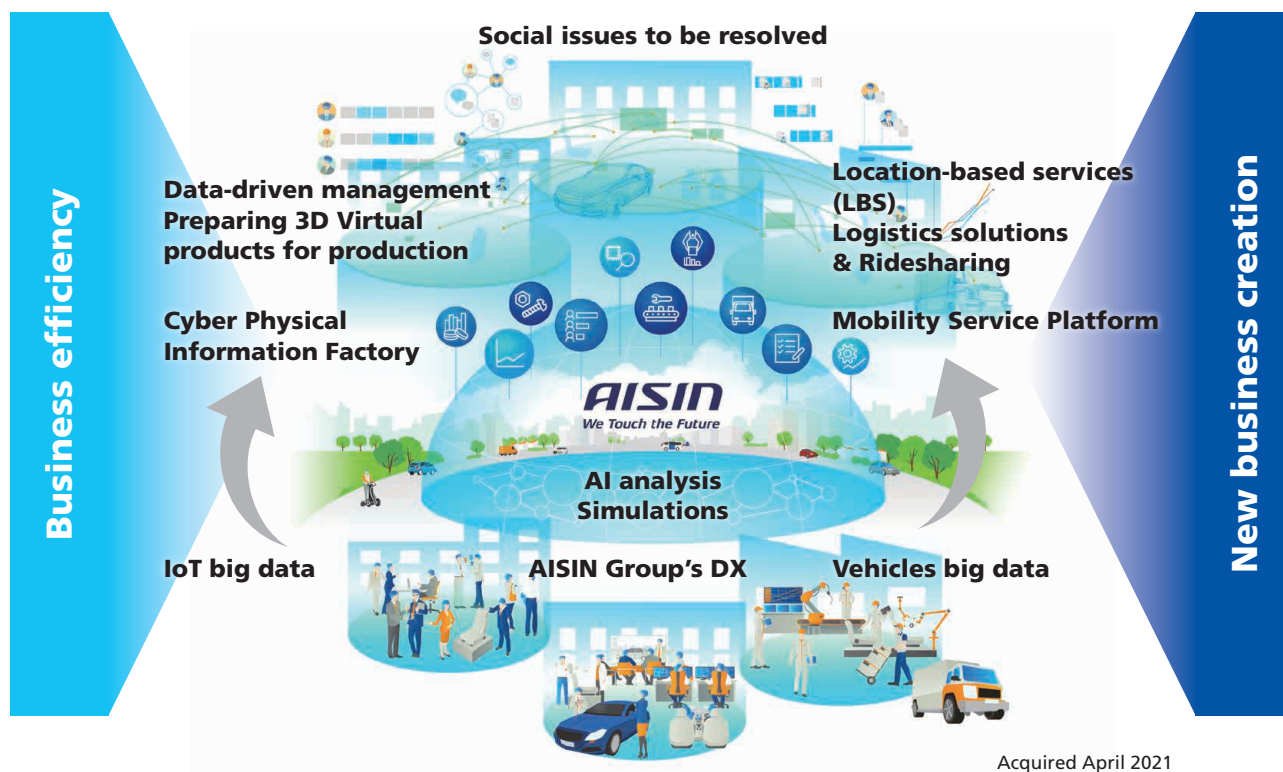 Social issues to be resolved
Business efficiency
Data-driven management
Preparing 3D Virtual
products for production
Cyber Physical
Information Factory
IoT big data
AISIN
We Touch the Future
AI analysis
Simulations
AISIN Group’s DX
Location-based services
(LBS)
Logistics solutions
& Ridesharing
Mobility Service Platform
Vehicles big data
New business creation
Acquired April 2021